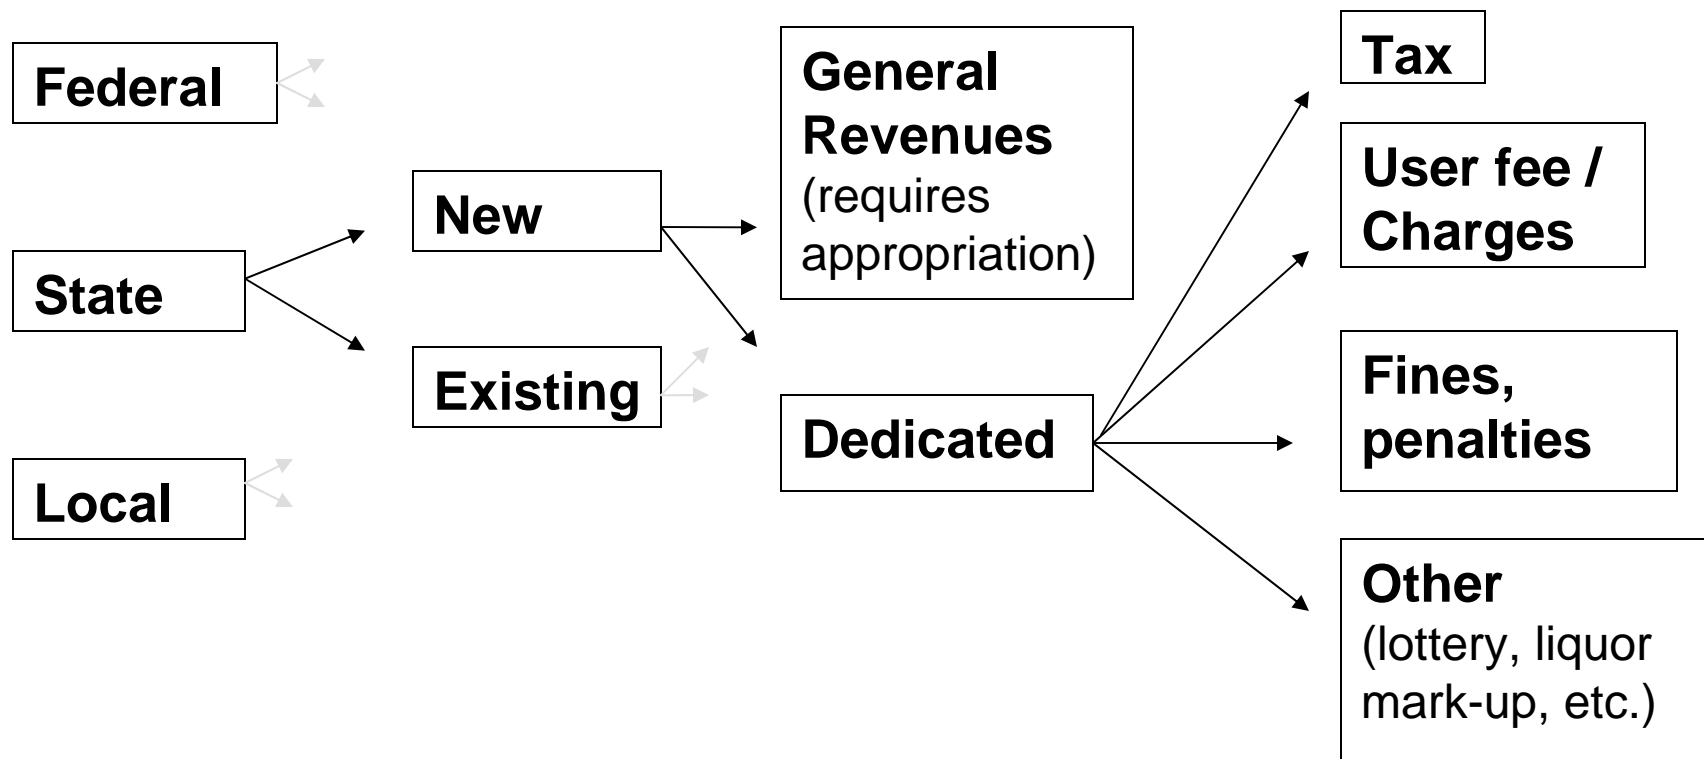 Federal
State
Local
New
Existing
General
Revenues
(requires
appropriation)
Dedicated
Tax
User fee /
Charges
Fines,
penalties
Other
(lottery, liquor
mark-up, etc.)